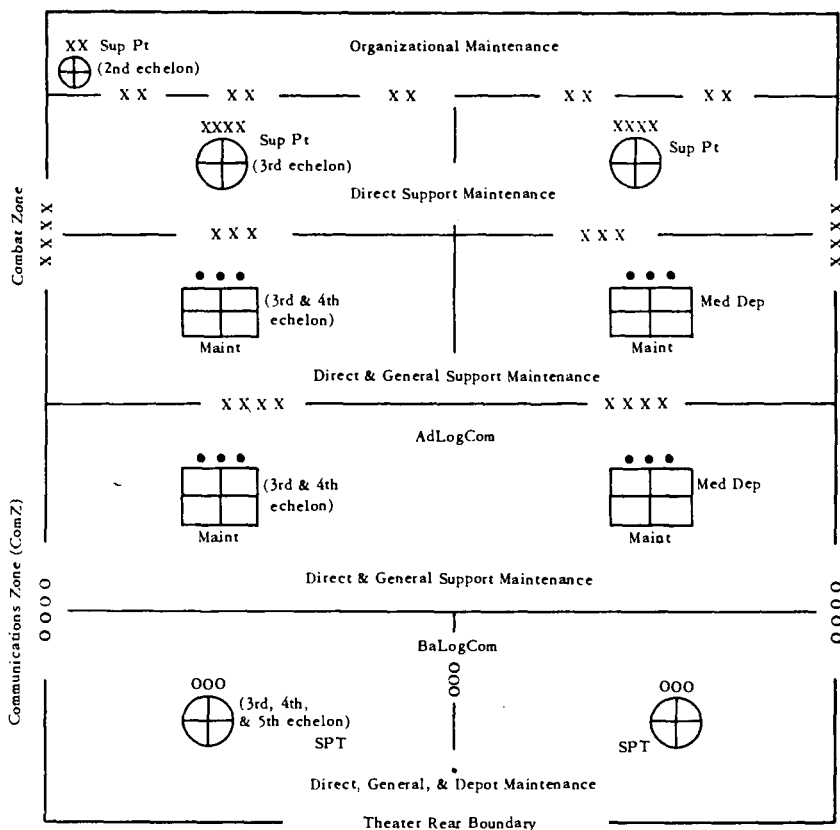 XX Sup Pt
(2nd echelon)
Organizational Maintenance
XX XX XX XX XX
XXXX
Sup Pt
(3rd echelon)
XXXX
Sup Pt
Direct Support Maintenance
Combat Zone
XXXX
XXXX
XXX XXX
(3rd & 4th
echelon)
Maint
Med Dep
Maint
Direct & General Support Maintenance
XXXX XXXX
AdLogCom
(3rd & 4th
echelon)
Maint
Med Dep
Maint
Direct & General Support Maintenance
Communications Zone (ComZ)
OOOO
OOOO
BaLogCom
OOO
OOO
(3rd, 4th,
& 5th echelon)
SPT
OOO
SPT
Direct, General, & Depot Maintenance
Theater Rear Boundary